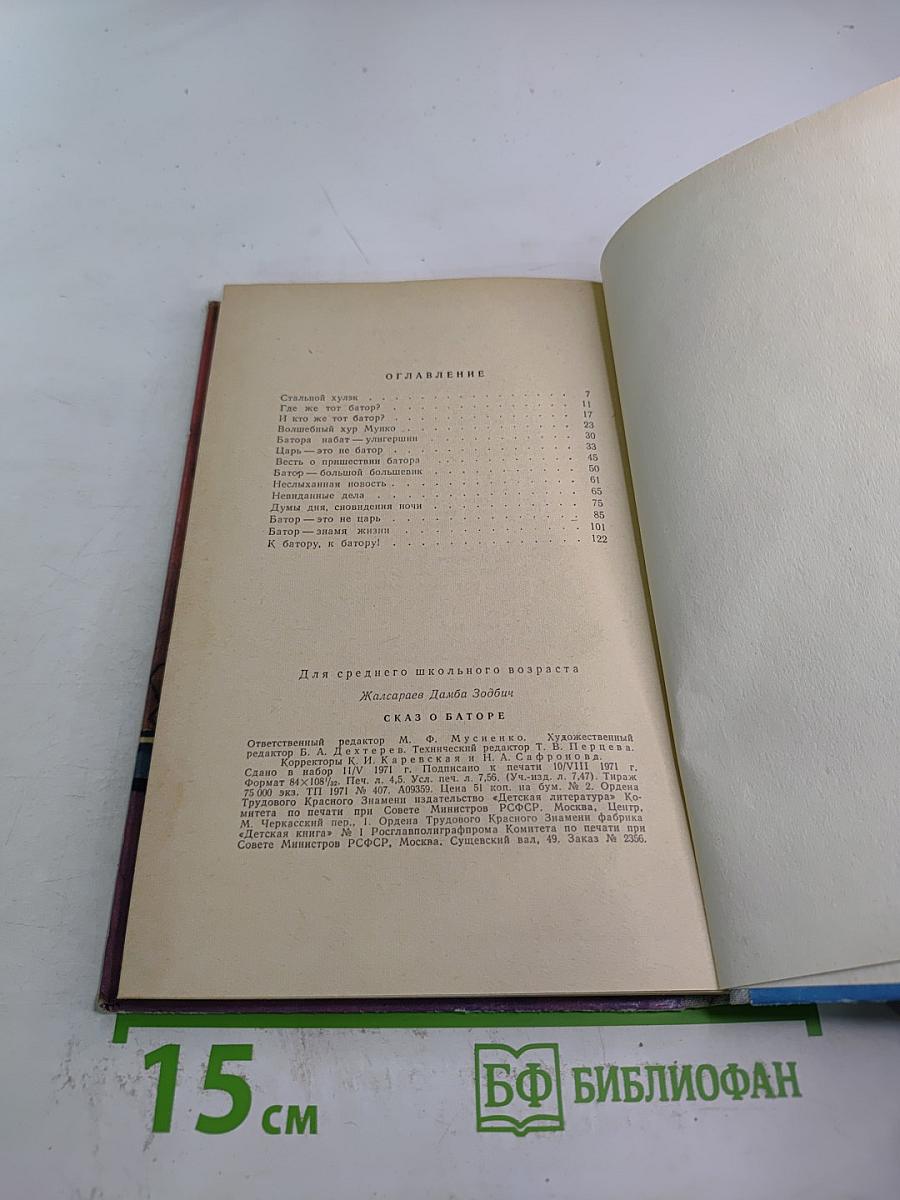 ОГЛАВЛЕНИЕ
Стальной хулэк . . . . . . . . . . . . . . . . 7
Где же тот батор? . . . . . . . . . . . . . . . 11
И кто же тот батор? . . . . . . . . . . . . . . 17
Волшебный хур Мунко . . . . . . . . . . . . . . 23
Батора набат — улигершин . . . . . . . . . . . . 30
Царь — это не батор . . . . . . . . . . . . . . 33
Весть о пришествии батора . . . . . . . . . . . 45
Батор — большой большевик . . . . . . . . . . . 50
Неслыханная новость . . . . . . . . . . . . . . 61
Невиданные дела . . . . . . . . . . . . . . . . 65
Думы дня, сновидения ночи . . . . . . . . . . . 75
Батор — это не царь . . . . . . . . . . . . . . 85
Батор — знамя жизни . . . . . . . . . . . . . . 101
К батору, к батору! . . . . . . . . . . . . . . 122
Для среднего школьного возраста
Жалсараев Дамба Зодбич
СКАЗ О БАТОРЕ
Ответственный редактор М. Ф. Мусиенко. Художественный
редактор Б. А. Дехтерев. Технический редактор Т. В. Перцева.
Корректоры К. И. Каревская и Н. А. Сафронова.
Сдано в набор 11/V 1971 г. Подписано к печати 10/VIII 1971 г.
Формат 84×108¹/₃₂. Печ. л. 4,5. Усл. печ. л. 7,56. (Уч.-изд. л. 7,47). Тираж
75 000 экз. ТП 1971 № 407. А09359. Цена 51 коп. на бум. № 2. Ордена
Трудового Красного Знамени издательство «Детская литература» Ко-
митета по печати при Совете Министров РСФСР. Москва, Центр,
М. Черкасский пер., 1. Ордена Трудового Красного Знамени фабрика
«Детская книга» № 1 Росглавполиграфпрома Комитета по печати при
Совете Министров РСФСР, Москва. Сущевский вал, 49. Заказ № 2356.
15 см
БФ БИБЛИОФАН